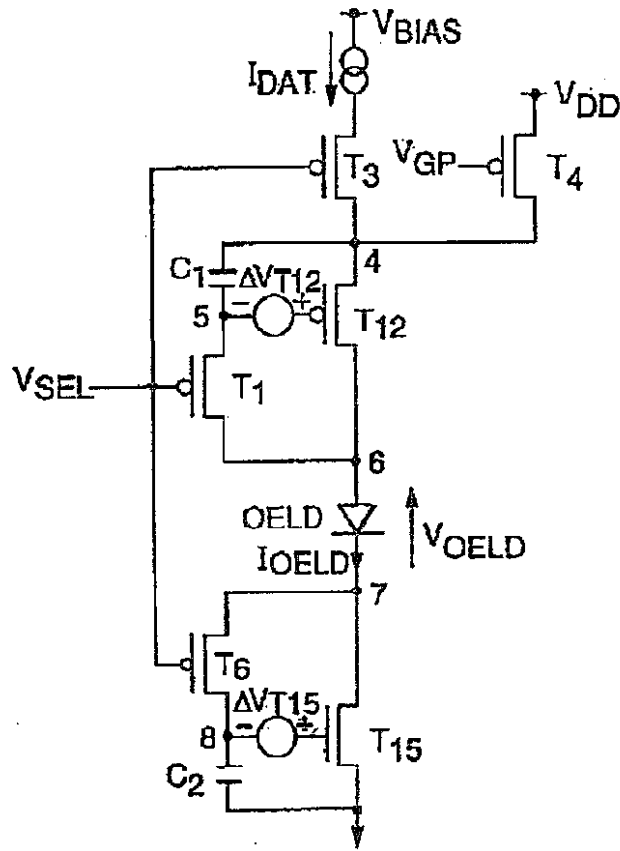 VBIAS
IDAT
VDD
T3
VGP
T4
4
C1
ΔVT12
- +
5
T12
VSEL
T1
6
OELD
VOELD
IOELD
7
T6
ΔVT15
8
- +
T15
C2